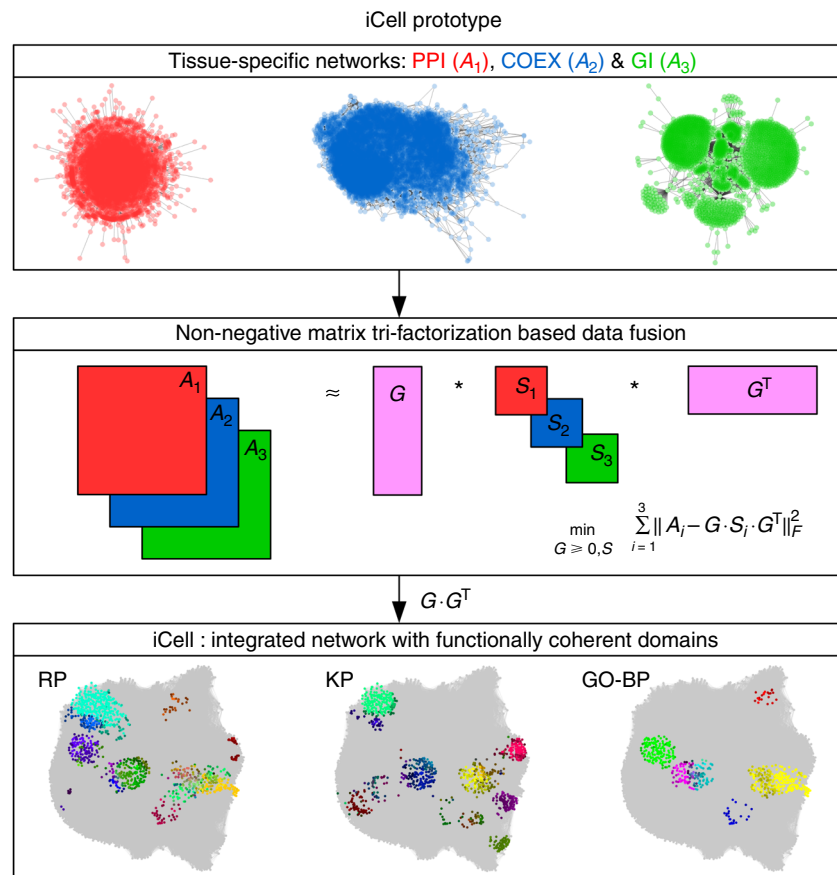 iCell prototype
Tissue-specific networks: PPI (A₁), COEX (A₂) & GI (A₃)
Non-negative matrix tri-factorization based data fusion
A₁ ≈ G * S₁ * Gᵀ
A₂ S₂
A₃ S₃
min G ⩾ 0,S 3 Σ i = 1 || Aᵢ – G·Sᵢ·Gᵀ||²F
G·Gᵀ
iCell : integrated network with functionally coherent domains
RP KP GO-BP